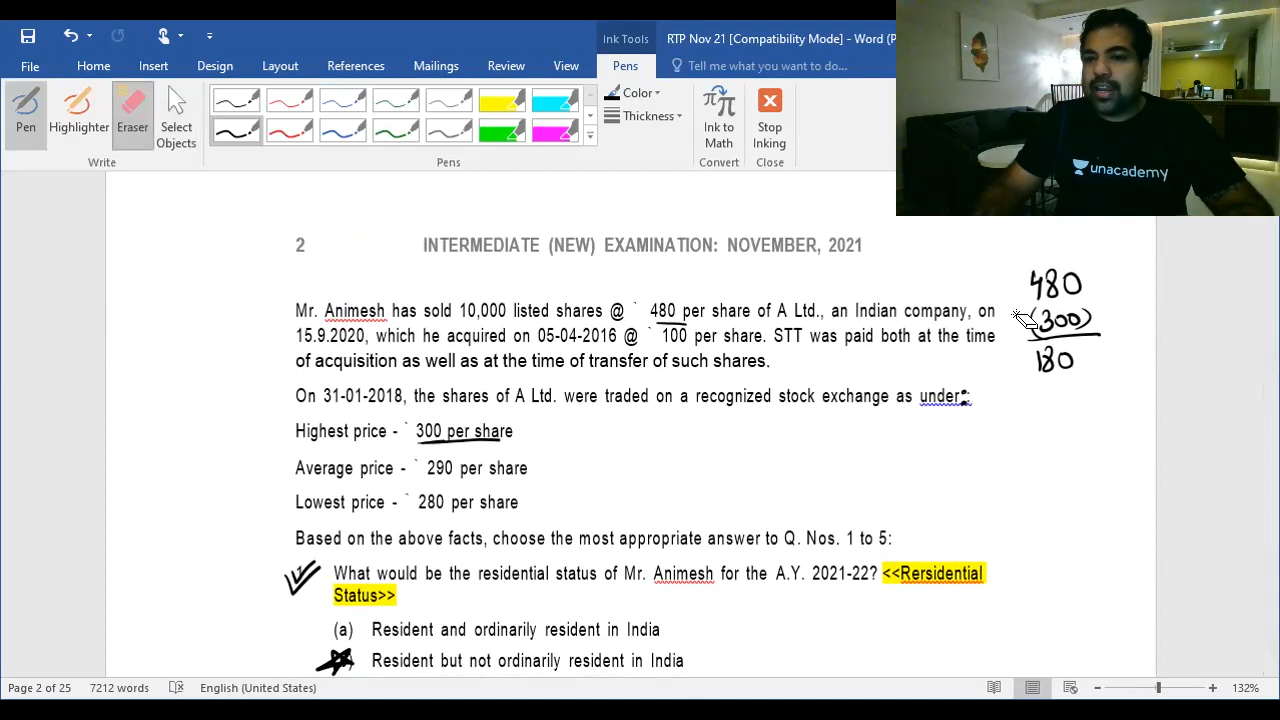 Ink Tools
RTP Nov 21 [Compatibility Mode] - Word (P
File
Home
Insert
Design
Layout
References
Mailings
Review
View
Pens
Tell me what you want to do...
Pen
Highlighter
Eraser
Select
Objects
Color
Thickness
Ink to
Math
Stop
Inking
Write
Pens
Convert
Close
unacademy
2 INTERMEDIATE (NEW) EXAMINATION: NOVEMBER, 2021
480
(300)
180
Mr. Animesh has sold 10,000 listed shares @ ` 480 per share of A Ltd., an Indian company, on
15.9.2020, which he acquired on 05-04-2016 @ ` 100 per share. STT was paid both at the time
of acquisition as well as at the time of transfer of such shares.
On 31-01-2018, the shares of A Ltd. were traded on a recognized stock exchange as under:
Highest price - ` 300 per share
Average price - ` 290 per share
Lowest price - ` 280 per share
Based on the above facts, choose the most appropriate answer to Q. Nos. 1 to 5:
What would be the residential status of Mr. Animesh for the A.Y. 2021-22? <<Rersidential
Status>>
(a) Resident and ordinarily resident in India
Resident but not ordinarily resident in India
Page 2 of 25
7212 words
English (United States)
132%